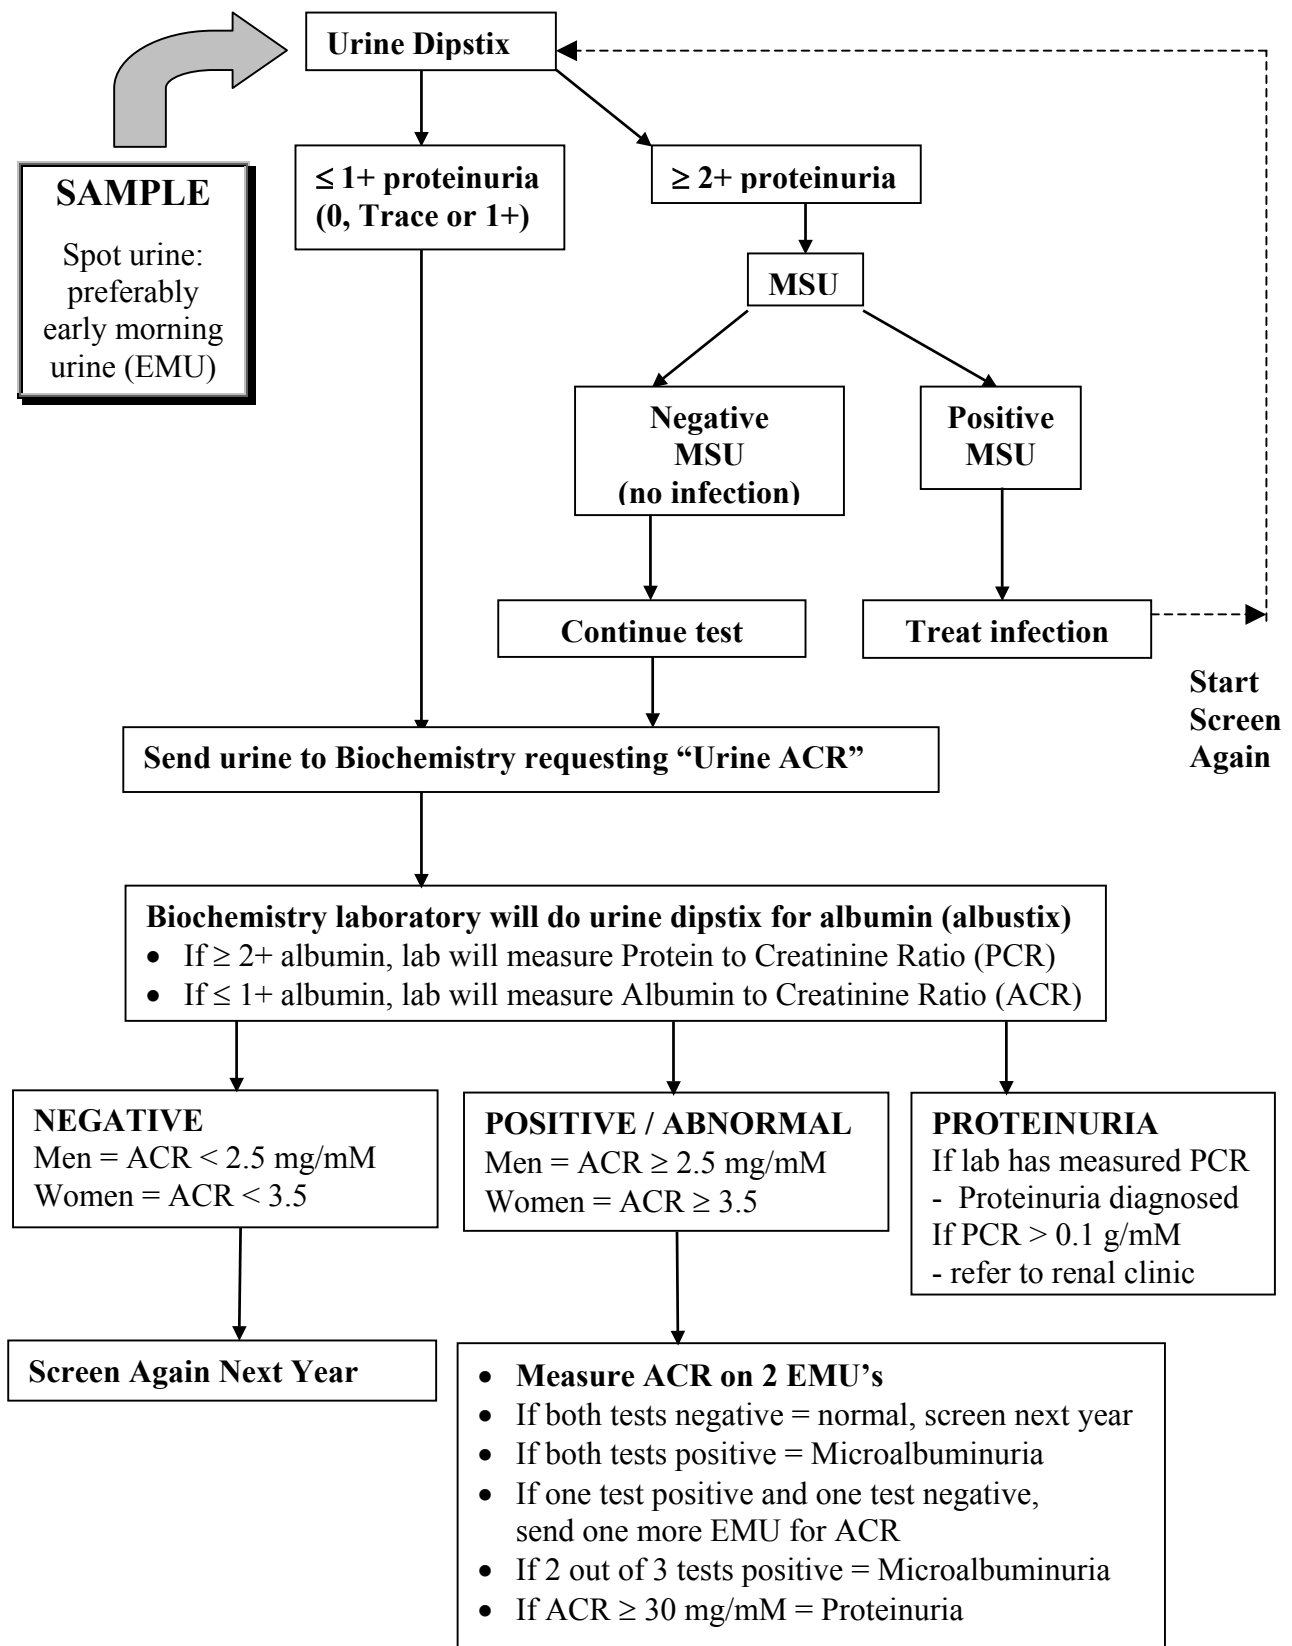 Urine Dipstix
SAMPLE
Spot urine:
preferably
early morning
urine (EMU)
≤ 1+ proteinuria
(0, Trace or 1+)
≥ 2+ proteinuria
MSU
Negative
MSU
(no infection)
Positive
MSU
Continue test
Treat infection
Start
Screen
Again
Send urine to Biochemistry requesting “Urine ACR”
Biochemistry laboratory will do urine dipstix for albumin (albustix)
• If ≥ 2+ albumin, lab will measure Protein to Creatinine Ratio (PCR)
• If ≤ 1+ albumin, lab will measure Albumin to Creatinine Ratio (ACR)
NEGATIVE
Men = ACR < 2.5 mg/mM
Women = ACR < 3.5
POSITIVE / ABNORMAL
Men = ACR ≥ 2.5 mg/mM
Women = ACR ≥ 3.5
PROTEINURIA
If lab has measured PCR
- Proteinuria diagnosed
If PCR > 0.1 g/mM
- refer to renal clinic
Screen Again Next Year
• Measure ACR on 2 EMU’s
• If both tests negative = normal, screen next year
• If both tests positive = Microalbuminuria
• If one test positive and one test negative,
send one more EMU for ACR
• If 2 out of 3 tests positive = Microalbuminuria
• If ACR ≥ 30 mg/mM = Proteinuria